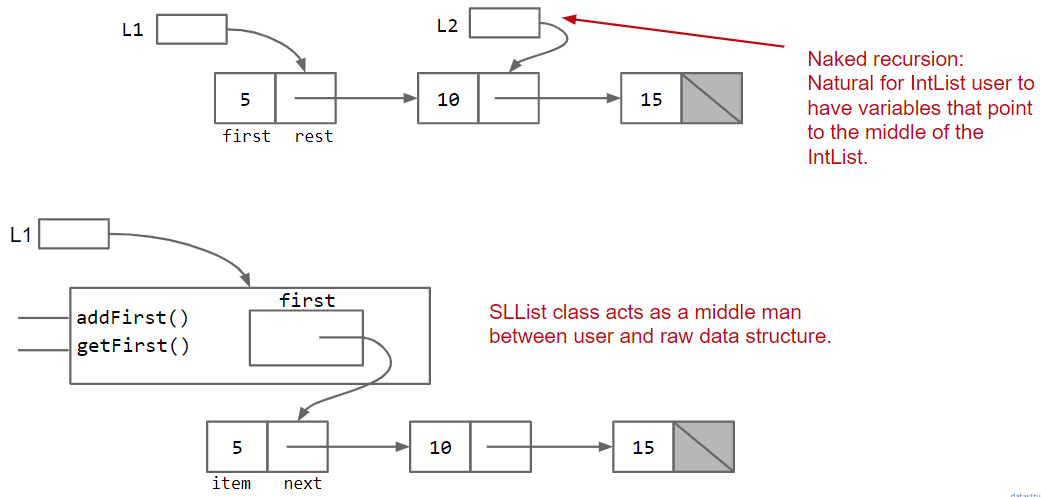 L1
L2
Naked recursion:
Natural for IntList user to
have variables that point
to the middle of the
IntList.
5
10
15
first rest
L1
first
addFirst()
getFirst()
SLList class acts as a middle man
between user and raw data structure.
5
10
15
item next